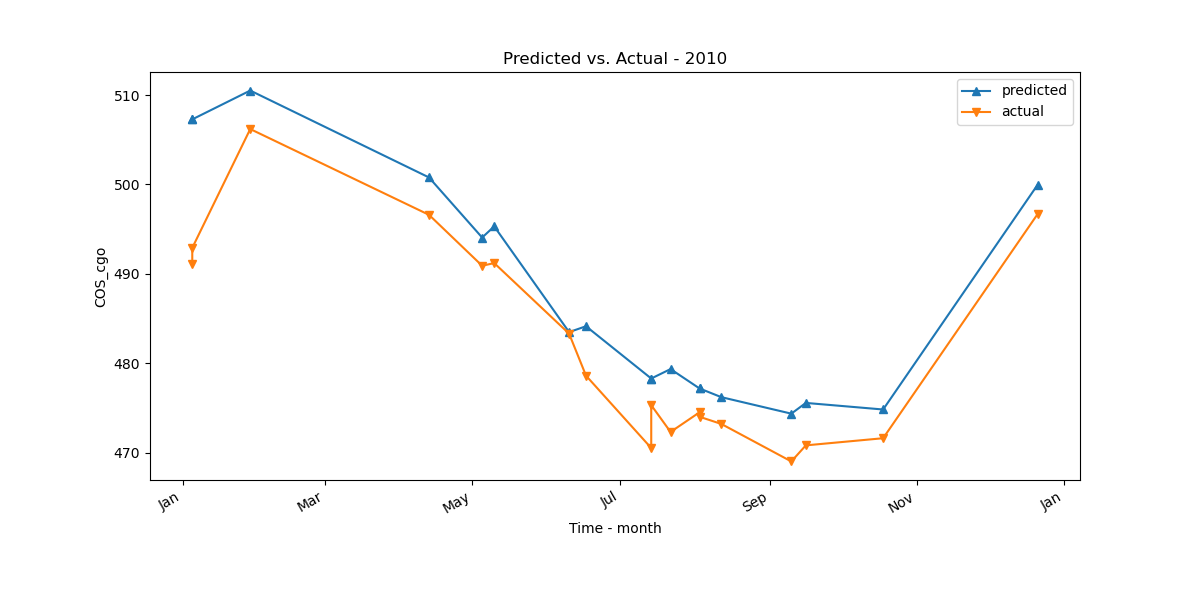 Predicted vs. Actual - 2010
predicted
actual
510
500
490
480
470
COS_cgo
Jan
Mar
May
Jul
Sep
Nov
Jan
Time - month